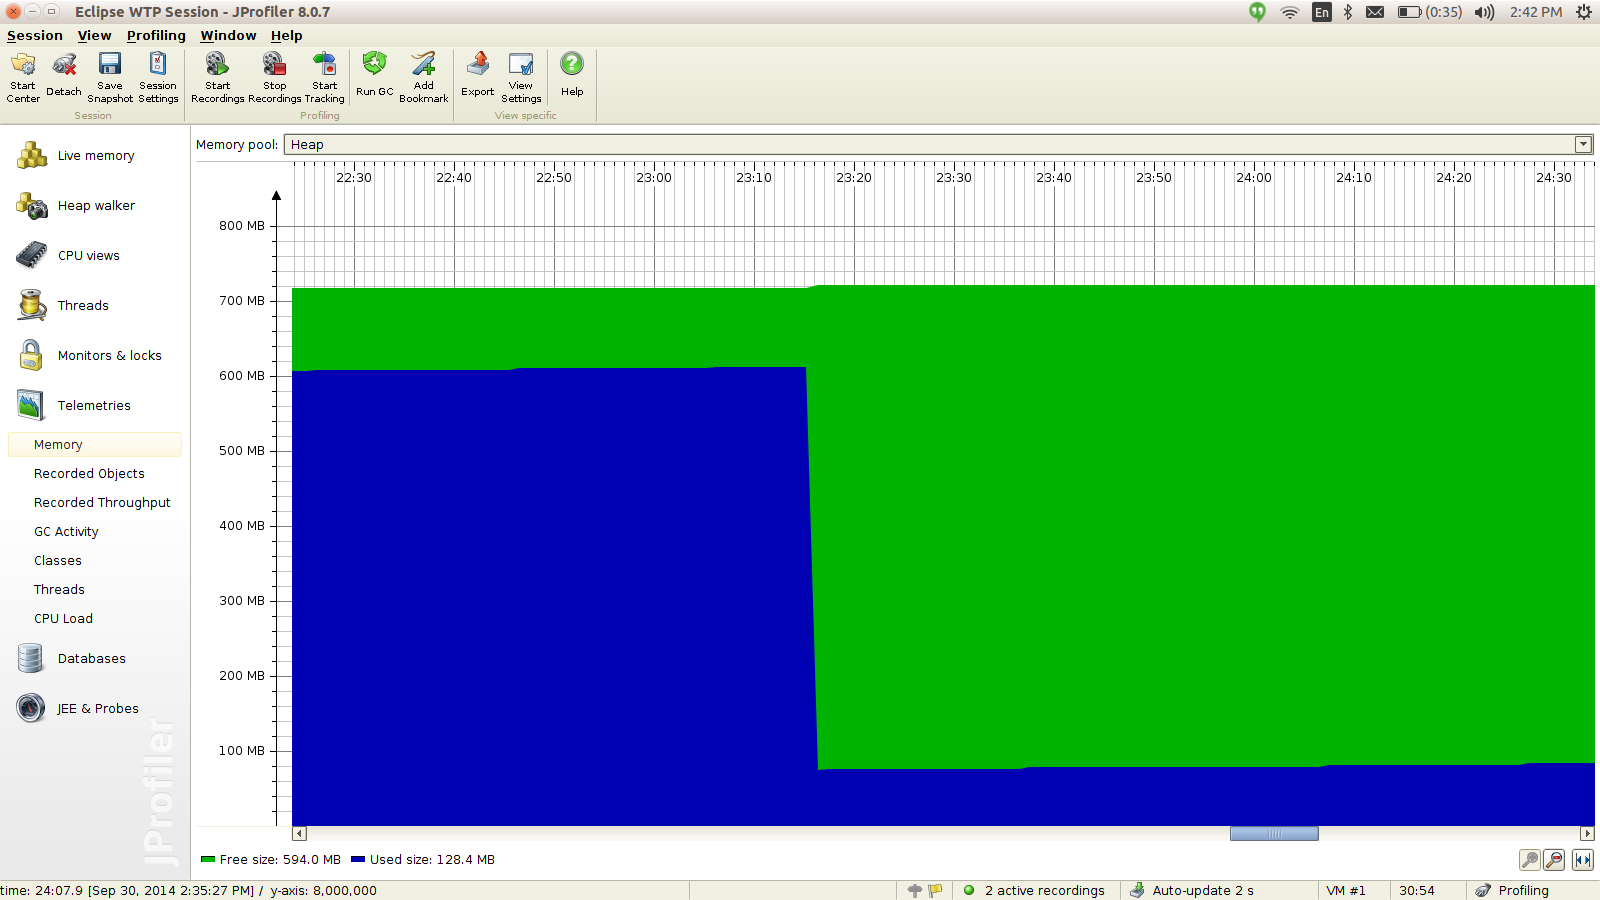 Eclipse WTP Session - JProfiler 8.0.7
En (0:35) 2:42 PM
Session View Profiling Window Help
Start Center
Detach
Save Snapshot
Session Settings
Start Recordings
Stop Recordings
Start Tracking
Run GC
Add Bookmark
Export
View Settings
Help
Session Profiling View specific
Live memory
Heap walker
CPU views
Threads
Monitors & locks
Telemetries
Memory
Recorded Objects
Recorded Throughput
GC Activity
Classes
Threads
CPU Load
Databases
JEE & Probes
JProfiler
Memory pool: Heap
22:30 22:40 22:50 23:00 23:10 23:20 23:30 23:40 23:50 24:00 24:10 24:20 24:30
800 MB
700 MB
600 MB
500 MB
400 MB
300 MB
200 MB
100 MB
Free size: 594.0 MB Used size: 128.4 MB
time: 24:07.9 [Sep 30, 2014 2:35:27 PM] / y-axis: 8,000,000
2 active recordings Auto-update 2 s VM #1 30:54 Profiling